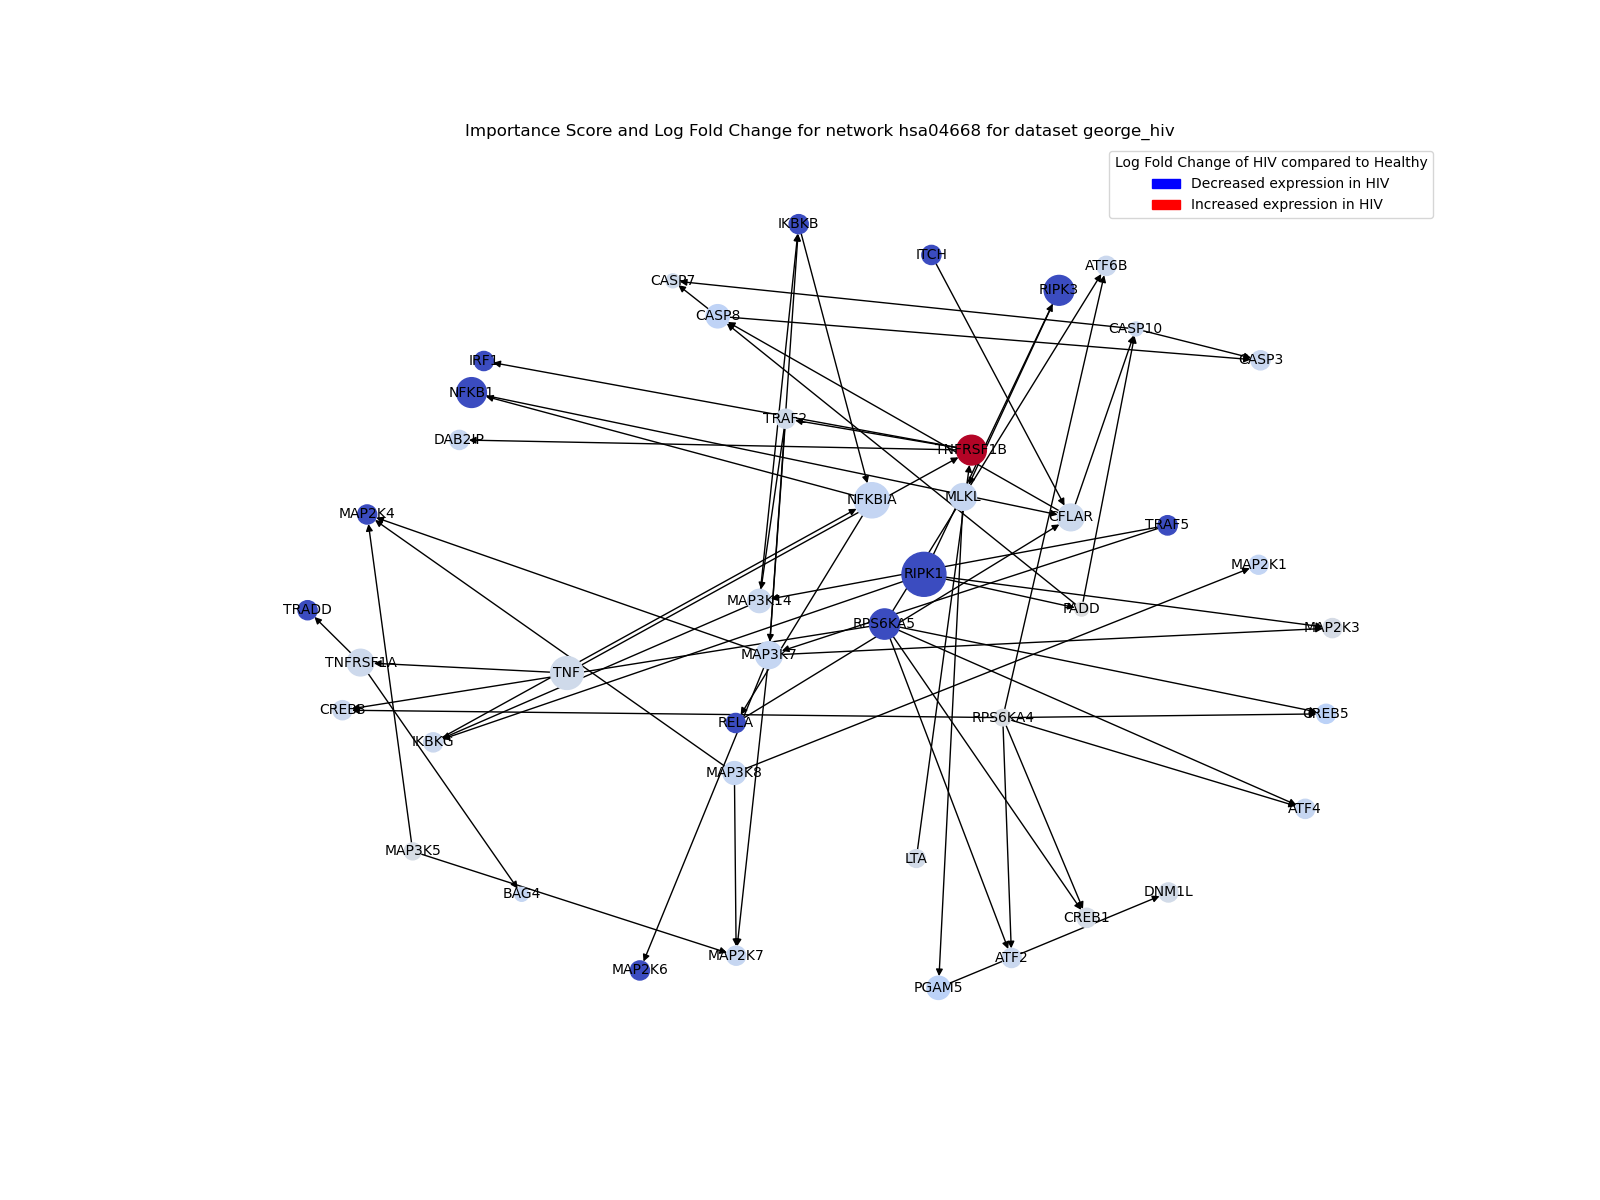 Importance Score and Log Fold Change for network hsa04668 for dataset george_hiv
Log Fold Change of HIV compared to Healthy
Decreased expression in HIV
Increased expression in HIV
IKBKB
ITCH
ATF6B
CASP7
RIPK3
CASP8
CASP10
IRF1
CASP3
NFKB1
TRAF2
DAB2IP
TNFRSF1B
NFKBIA
MLKL
MAP2K4
CFLAR
TRAF5
MAP2K1
RIPK1
MAP3K14
TRADD
FADD
RPS6KA5
MAP2K3
MAP3K7
TNFRSF1A
TNF
CREB3
CREB5
RPS6KA4
RELA
IKBKG
MAP3K8
ATF4
MAP3K5
LTA
BAG4
DNM1L
CREB1
MAP2K7
ATF2
MAP2K6
PGAM5